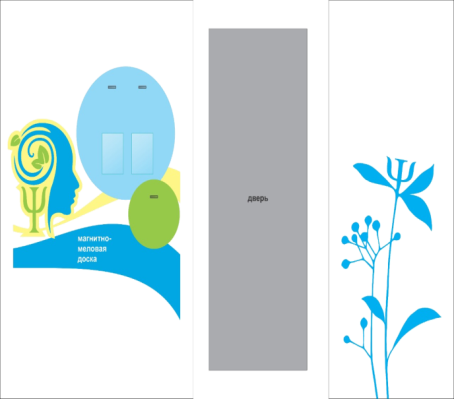 магнитно-
меловая
доска
дверь